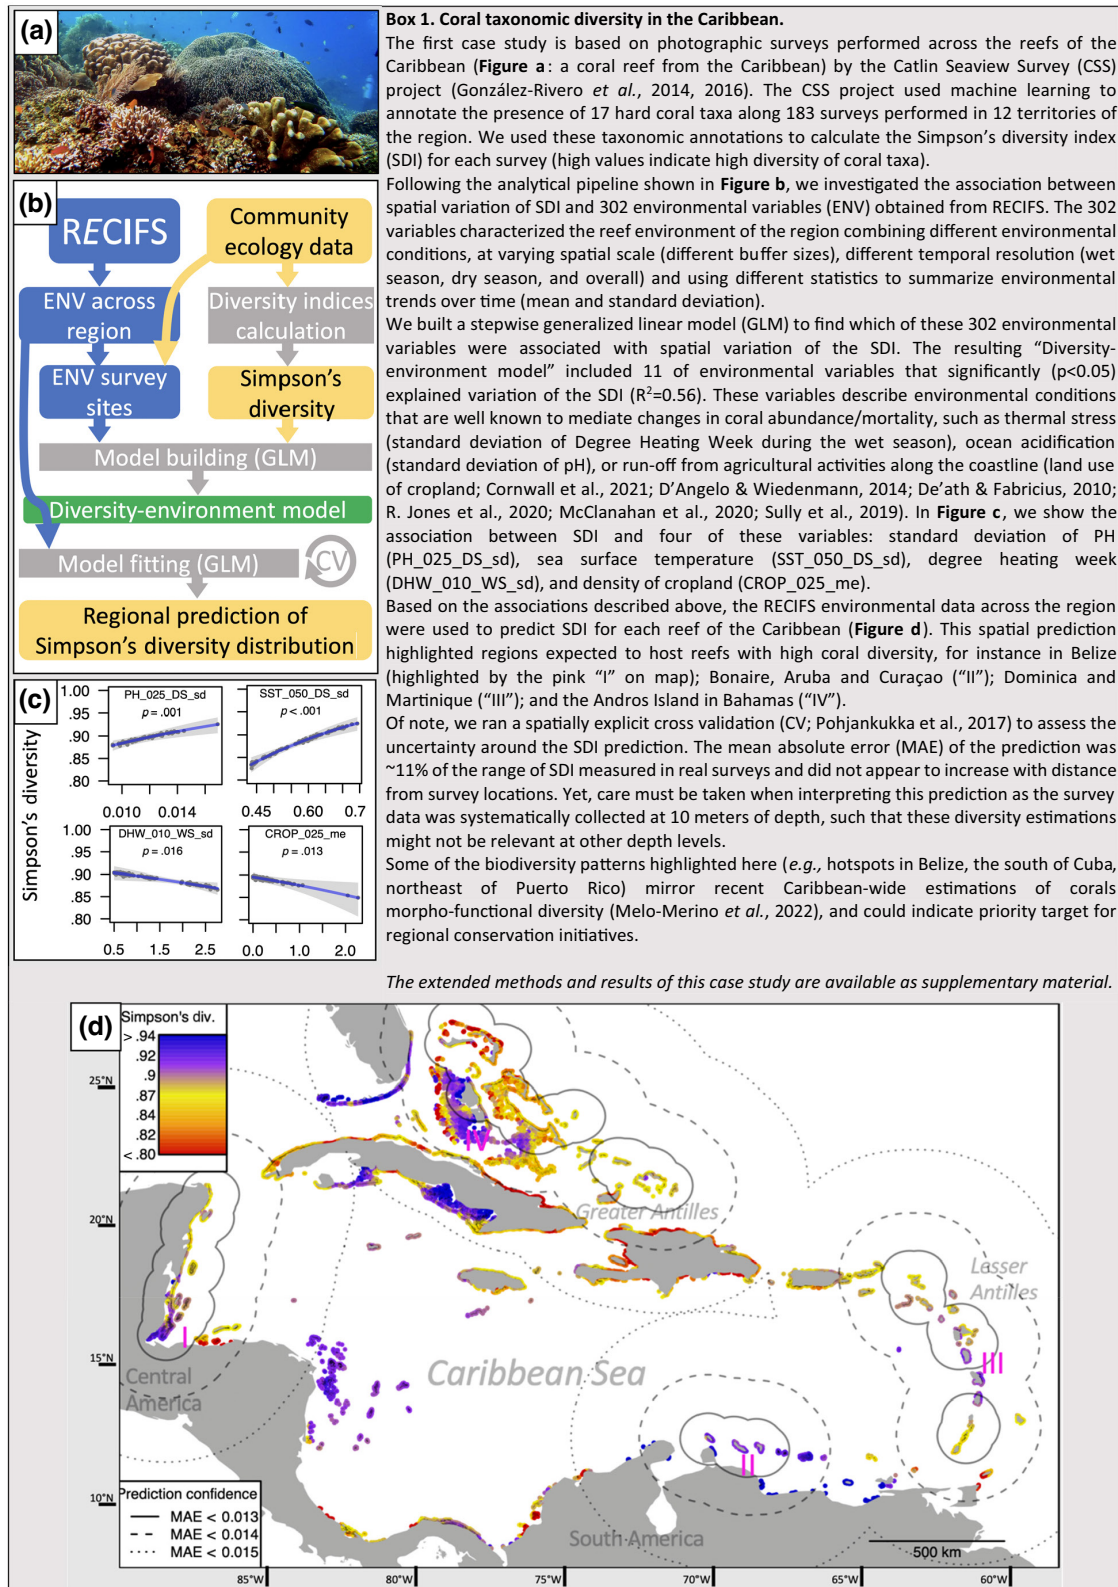 (a)
Box 1. Coral taxonomic diversity in the Caribbean.
The first case study is based on photographic surveys performed across the reefs of the
Caribbean (Figure a: a coral reef from the Caribbean) by the Catlin Seaview Survey (CSS)
project (González-Rivero et al., 2014, 2016). The CSS project used machine learning to
annotate the presence of 17 hard coral taxa along 183 surveys performed in 12 territories of
the region. We used these taxonomic annotations to calculate the Simpson's diversity index
(SDI) for each survey (high values indicate high diversity of coral taxa).
Following the analytical pipeline shown in Figure b, we investigated the association between
spatial variation of SDI and 302 environmental variables (ENV) obtained from RECIFS. The 302
variables characterized the reef environment of the region combining different environmental
conditions, at varying spatial scale (different buffer sizes), different temporal resolution (wet
season, dry season, and overall) and using different statistics to summarize environmental
trends over time (mean and standard deviation).
We built a stepwise generalized linear model (GLM) to find which of these 302 environmental
variables were associated with spatial variation of the SDI. The resulting "Diversity-
environment model" included 11 of environmental variables that significantly (p<0.05)
explained variation of the SDI (R²=0.56). These variables describe environmental conditions
that are well known to mediate changes in coral abundance/mortality, such as thermal stress
(standard deviation of Degree Heating Week during the wet season), ocean acidification
(standard deviation of pH), or run-off from agricultural activities along the coastline (land use
of cropland; Cornwall et al., 2021; D'Angelo & Wiedenmann, 2014; De'ath & Fabricius, 2010;
R. Jones et al., 2020; McClanahan et al., 2020; Sully et al., 2019). In Figure c, we show the
association between SDI and four of these variables: standard deviation of PH
(PH_025_DS_sd), sea surface temperature (SST_050_DS_sd), degree heating week
(DHW_010_WS_sd), and density of cropland (CROP_025_me).
Based on the associations described above, the RECIFS environmental data across the region
were used to predict SDI for each reef of the Caribbean (Figure d). This spatial prediction
highlighted regions expected to host reefs with high coral diversity, for instance in Belize
(highlighted by the pink "I" on map); Bonaire, Aruba and Curaçao ("II"); Dominica and
Martinique ("III"); and the Andros Island in Bahamas ("IV").
Of note, we ran a spatially explicit cross validation (CV; Pohjankukka et al., 2017) to assess the
uncertainty around the SDI prediction. The mean absolute error (MAE) of the prediction was
~11% of the range of SDI measured in real surveys and did not appear to increase with distance
from survey locations. Yet, care must be taken when interpreting this prediction as the survey
data was systematically collected at 10 meters of depth, such that these diversity estimations
might not be relevant at other depth levels.
Some of the biodiversity patterns highlighted here (e.g., hotspots in Belize, the south of Cuba,
northeast of Puerto Rico) mirror recent Caribbean-wide estimations of corals
morpho-functional diversity (Melo-Merino et al., 2022), and could indicate priority target for
regional conservation initiatives.
The extended methods and results of this case study are available as supplementary material.
(b)
RECIFS
Community
ecology data
ENV across
region
Diversity indices
calculation
ENV survey
sites
Simpson's
diversity
Model building (GLM)
Diversity-environment model
Model fitting (GLM)
CV
Regional prediction of
Simpson's diversity distribution
(c)
Simpson's diversity
1.00
.95
.90
.85
.80
PH_025_DS_sd
p = .001
0.010 0.014
1.00
.95
.90
.85
.80
SST_050_DS_sd
p < .001
0.45 0.60 0.7
1.00
.95
.90
.85
.80
DHW_010_WS_sd
p = .016
0.5 1.5 2.5
1.00
.95
.90
.85
.80
CROP_025_me
p = .013
0.0 1.0 2.0
(d)
Simpson's div.
> .94
.92
.9
.87
.84
.82
< .80
25°N
20°N
15°N
10°N
IV
Greater Antilles
Lesser
Antilles
I
III
Central
America
Caribbean Sea
II
South America
Prediction confidence
MAE < 0.013
MAE < 0.014
MAE < 0.015
500 km
85°W 80°W 75°W 70°W 65°W 60°W